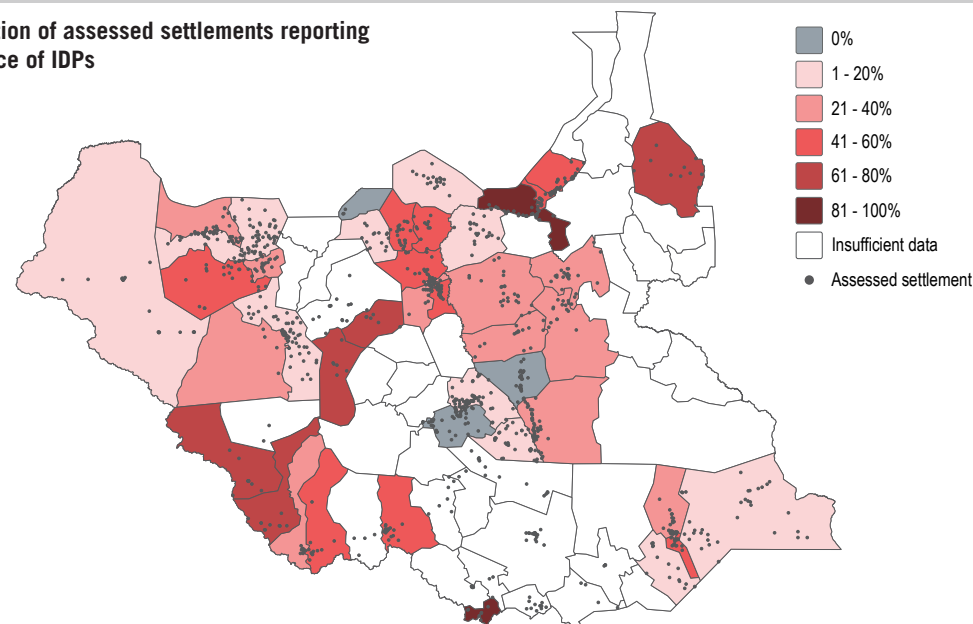 tion of assessed settlements reporting
ce of IDPs
0%
1 - 20%
21 - 40%
41 - 60%
61 - 80%
81 - 100%
Insufficient data
Assessed settlement